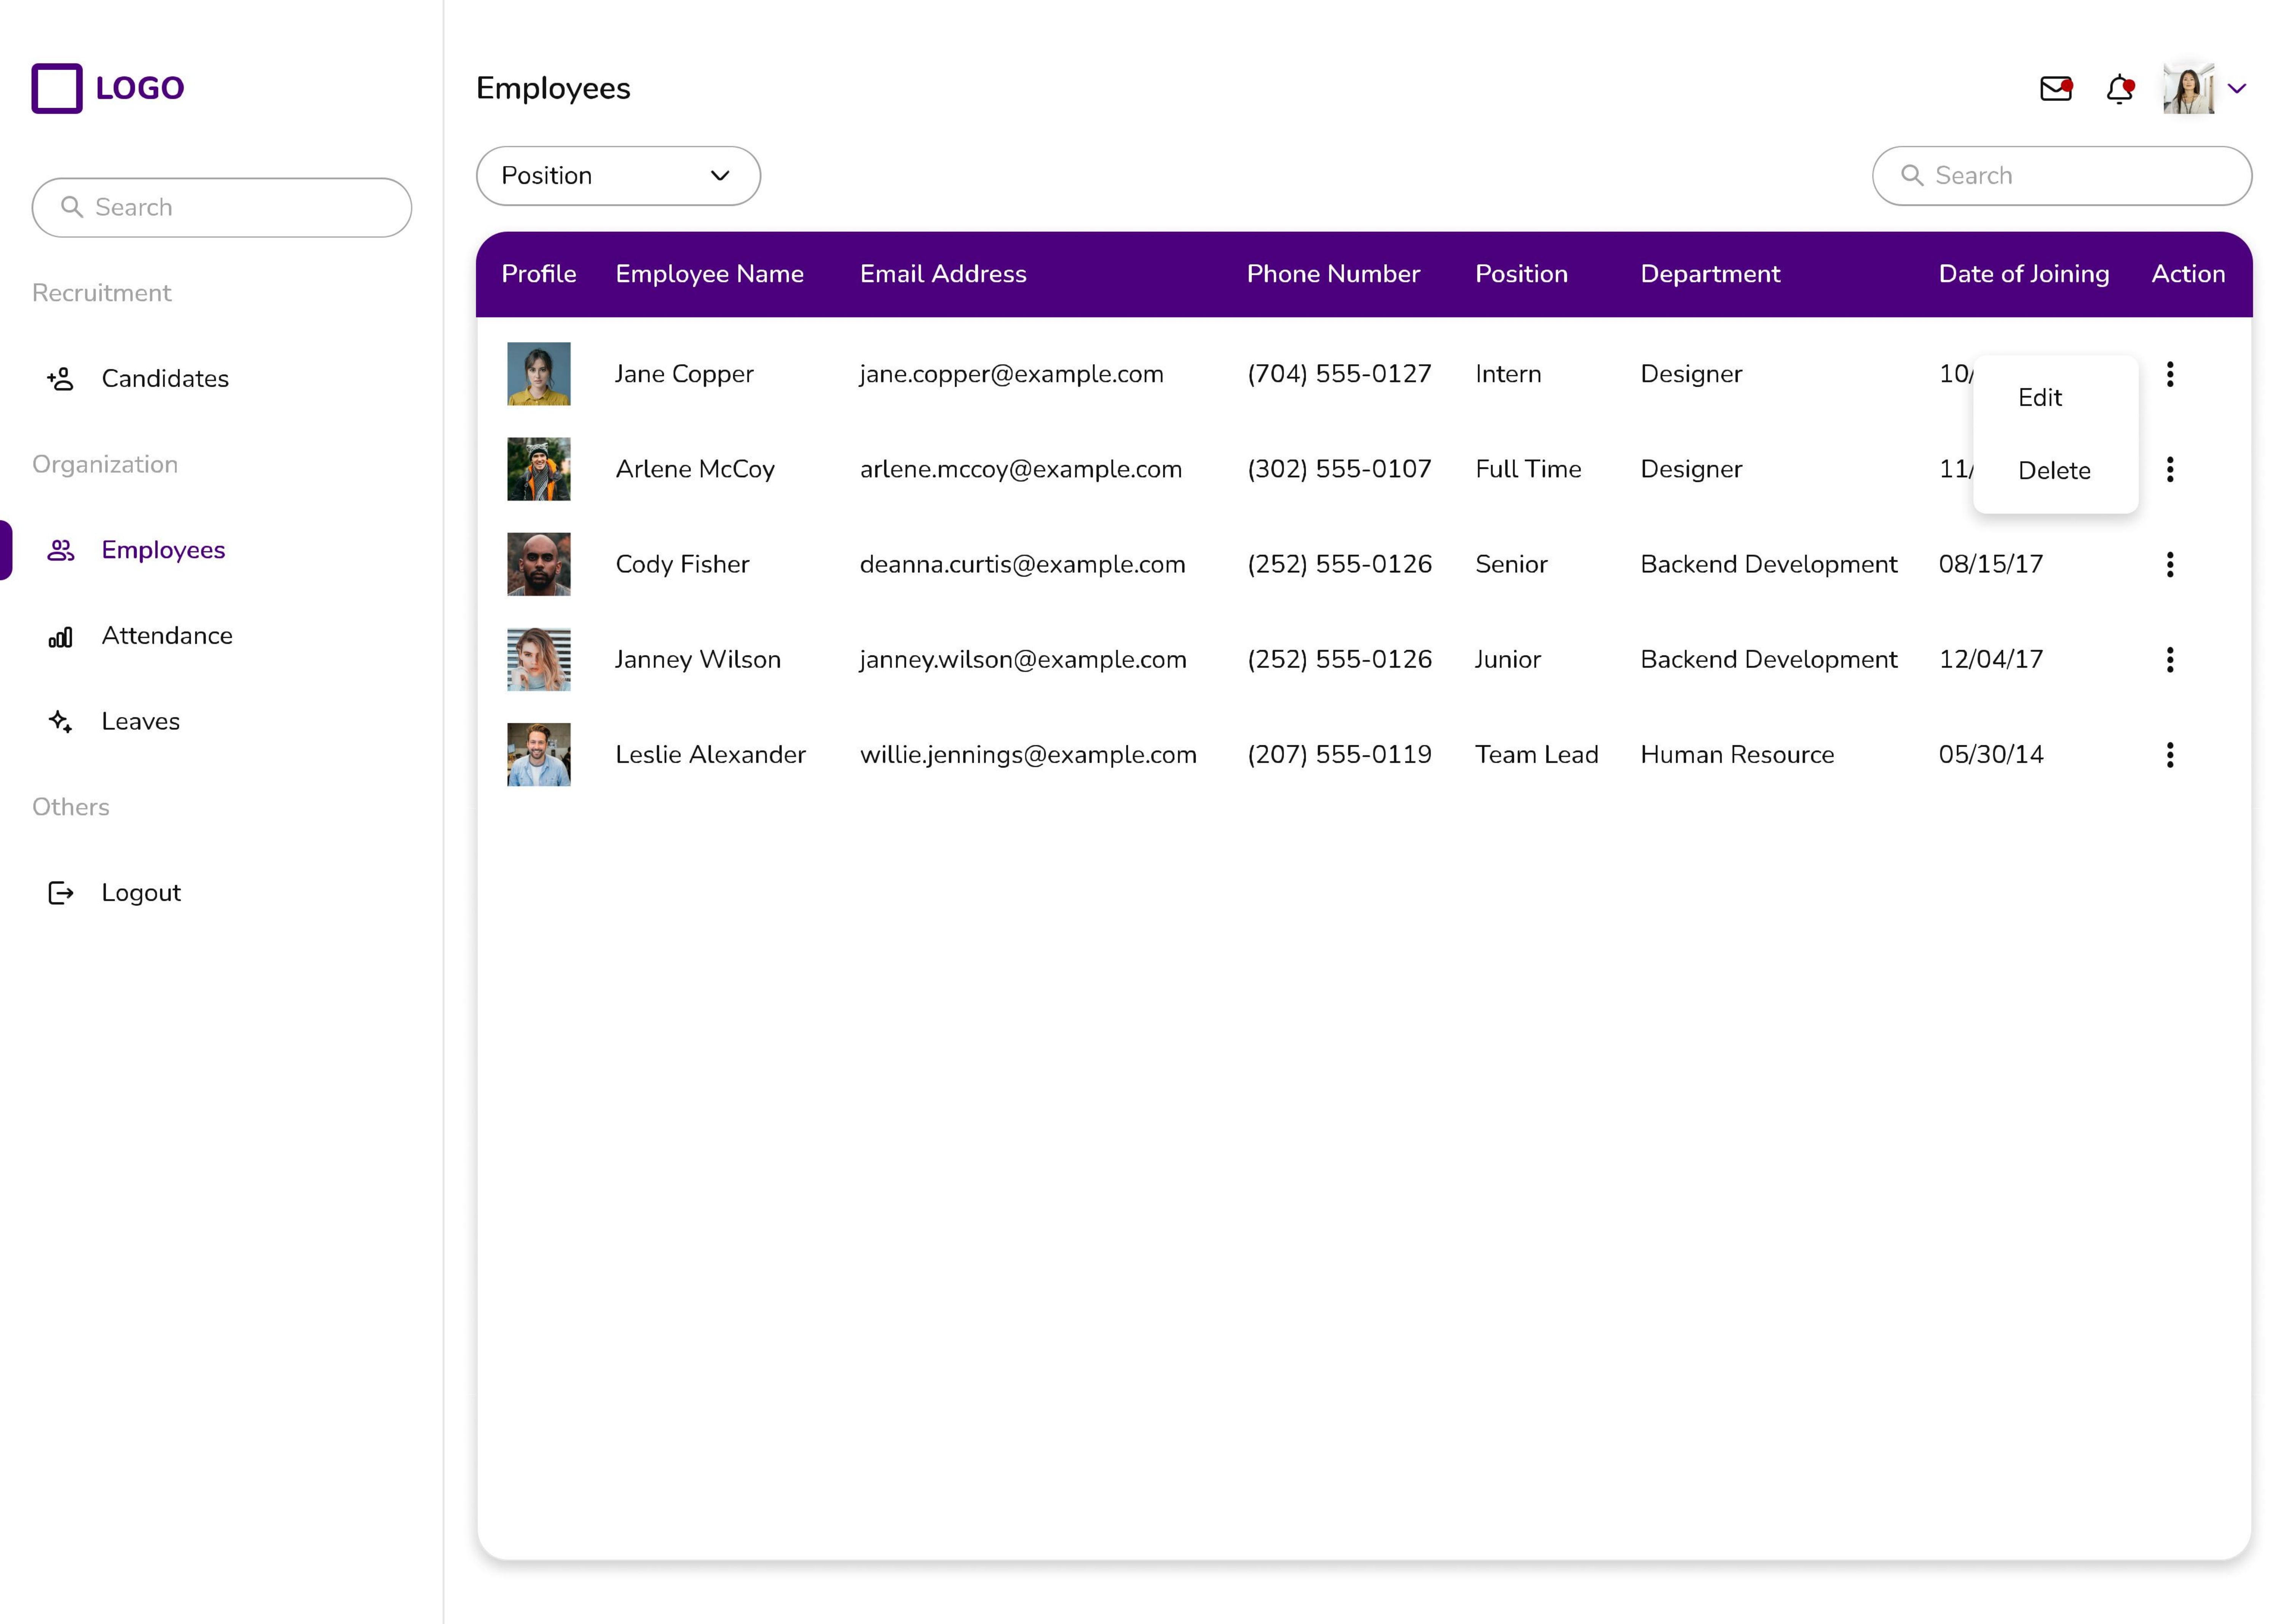 LOGO
Search
Recruitment
Candidates
Organization
Employees
Attendance
Leaves
Others
Logout
Employees
Position
Search
Profile Employee Name Email Address Phone Number Position Department Date of Joining Action
Jane Copper jane.copper@example.com (704) 555-0127 Intern Designer 10/
Edit
Arlene McCoy arlene.mccoy@example.com (302) 555-0107 Full Time Designer 11/
Delete
Cody Fisher deanna.curtis@example.com (252) 555-0126 Senior Backend Development 08/15/17
Janney Wilson janney.wilson@example.com (252) 555-0126 Junior Backend Development 12/04/17
Leslie Alexander willie.jennings@example.com (207) 555-0119 Team Lead Human Resource 05/30/14